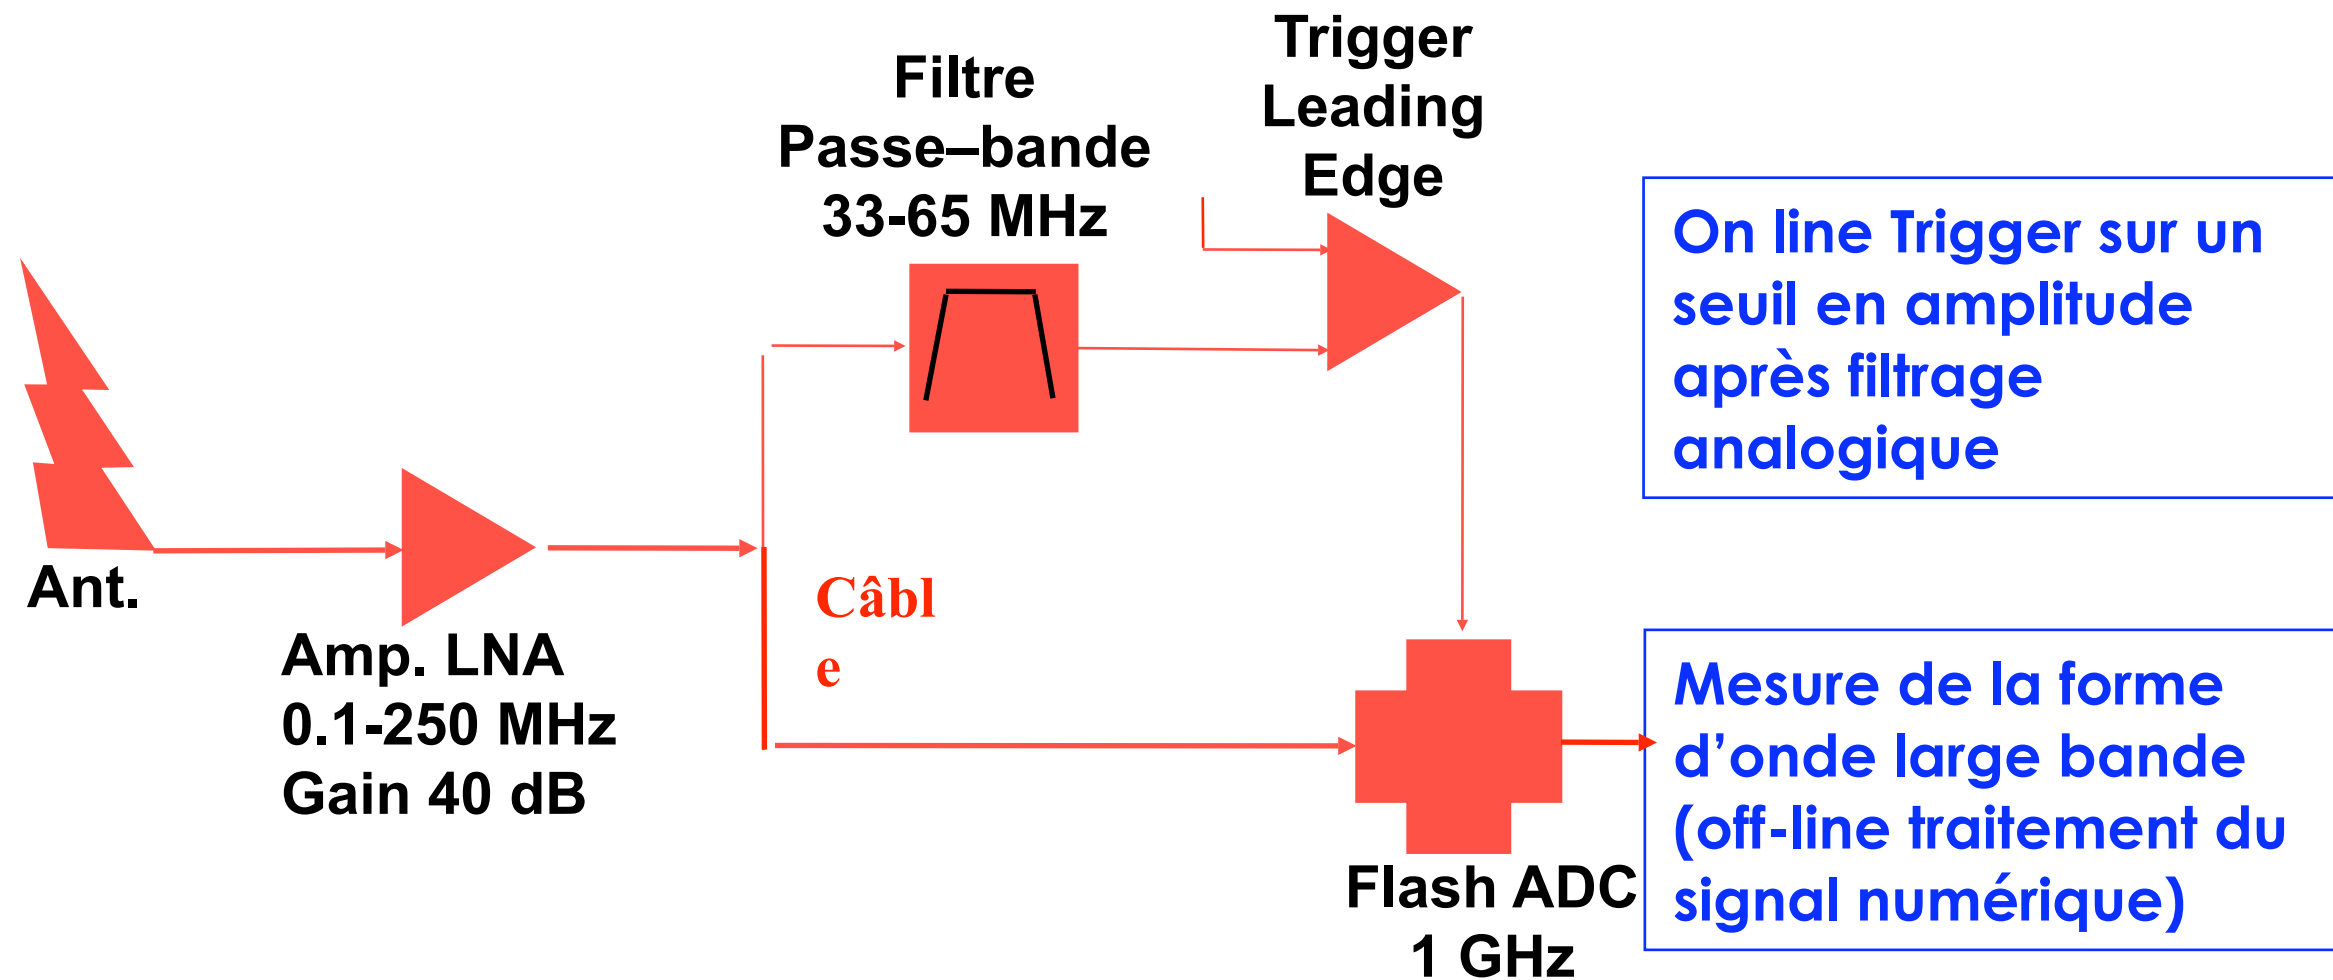 Trigger
Leading
Edge
Filtre
Passe–bande
33-65 MHz
On line Trigger sur un
seuil en amplitude
après filtrage
analogique
Ant.
Câbl
e
Amp. LNA
0.1-250 MHz
Gain 40 dB
Mesure de la forme
d’onde large bande
(off-line traitement du
signal numérique)
Flash ADC
1 GHz